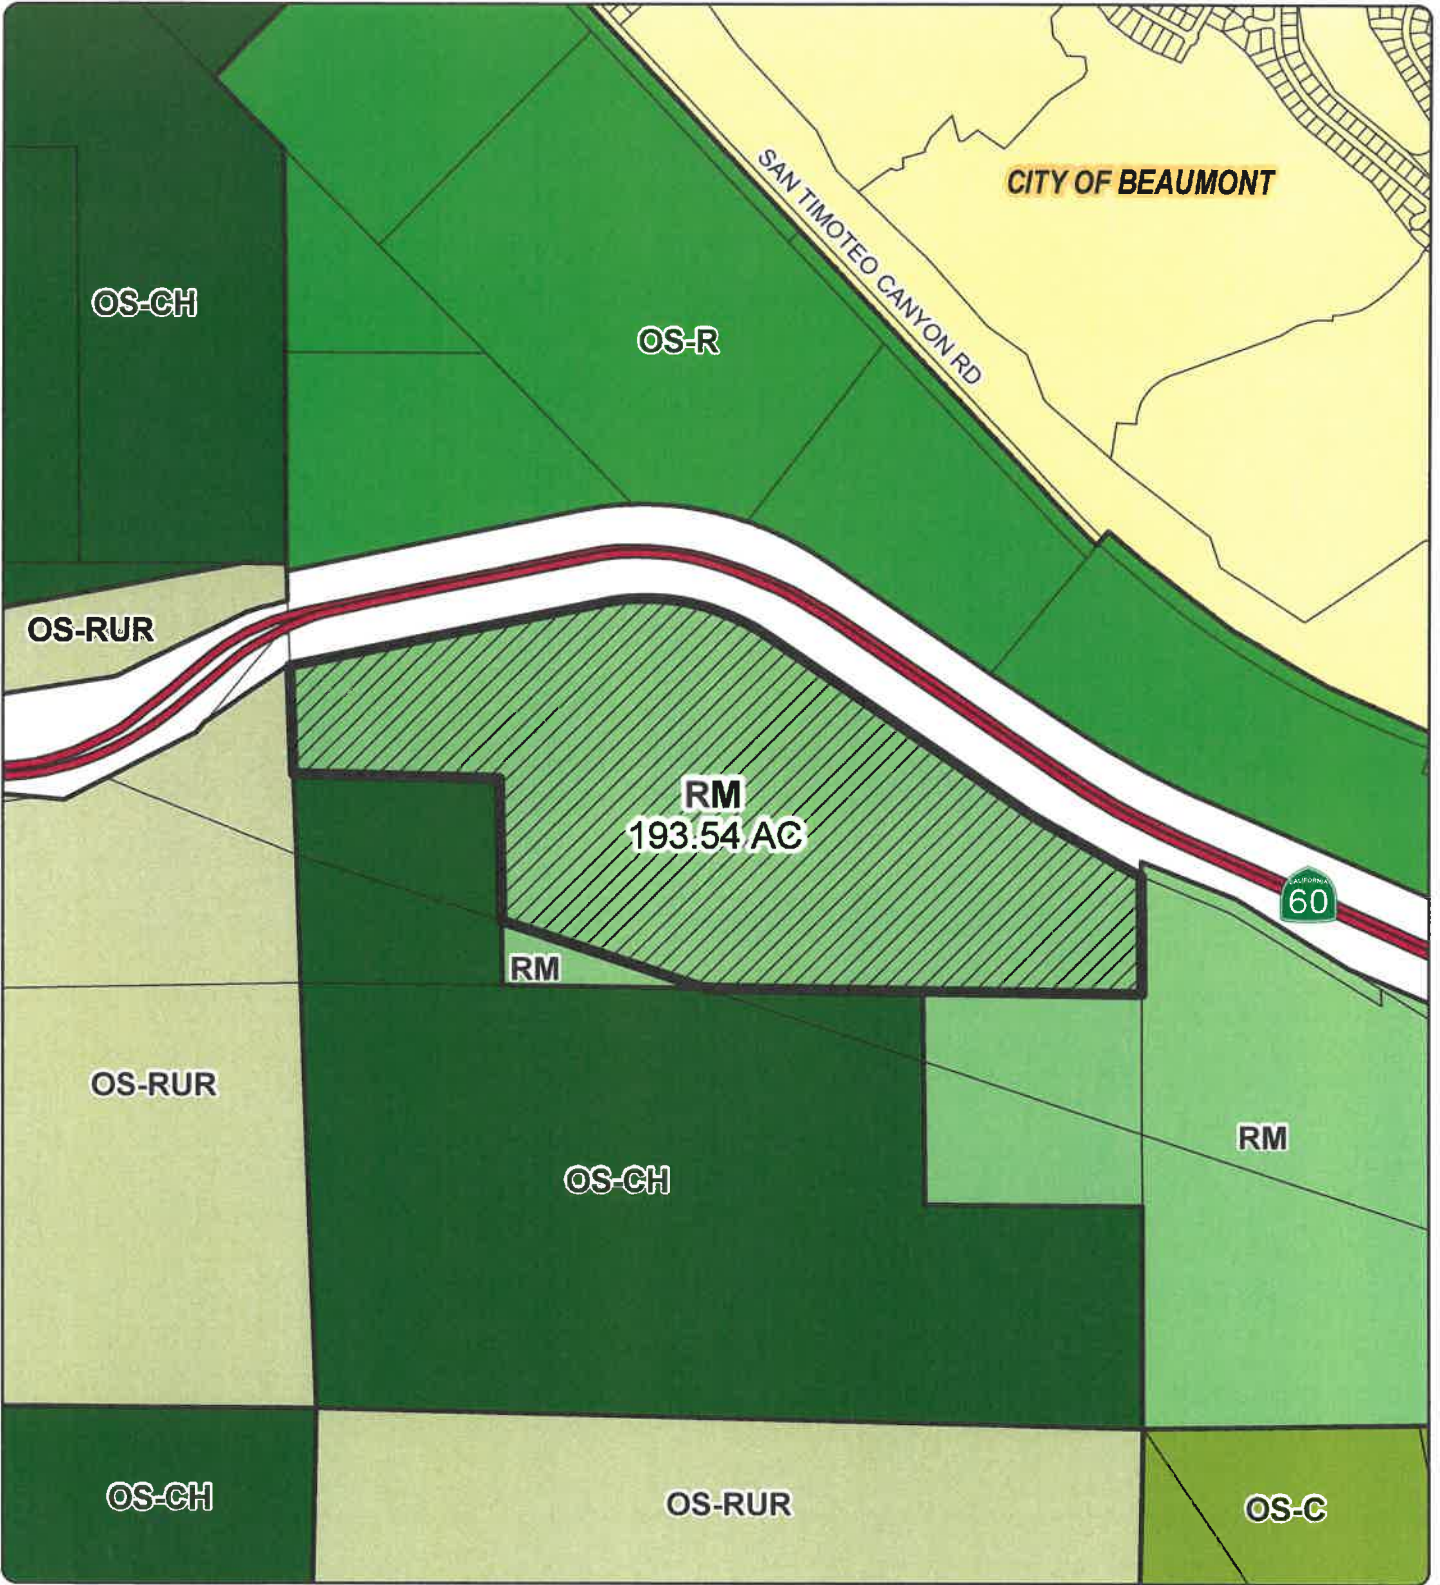 CITY OF BEAUMONT
SAN TIMOTEO CANYON RD
OS-CH
OS-R
OS-RUR
RM
193.54 AC
CALIFORNIA
60
RM
OS-RUR
RM
OS-CH
OS-CH
OS-RUR
OS-C